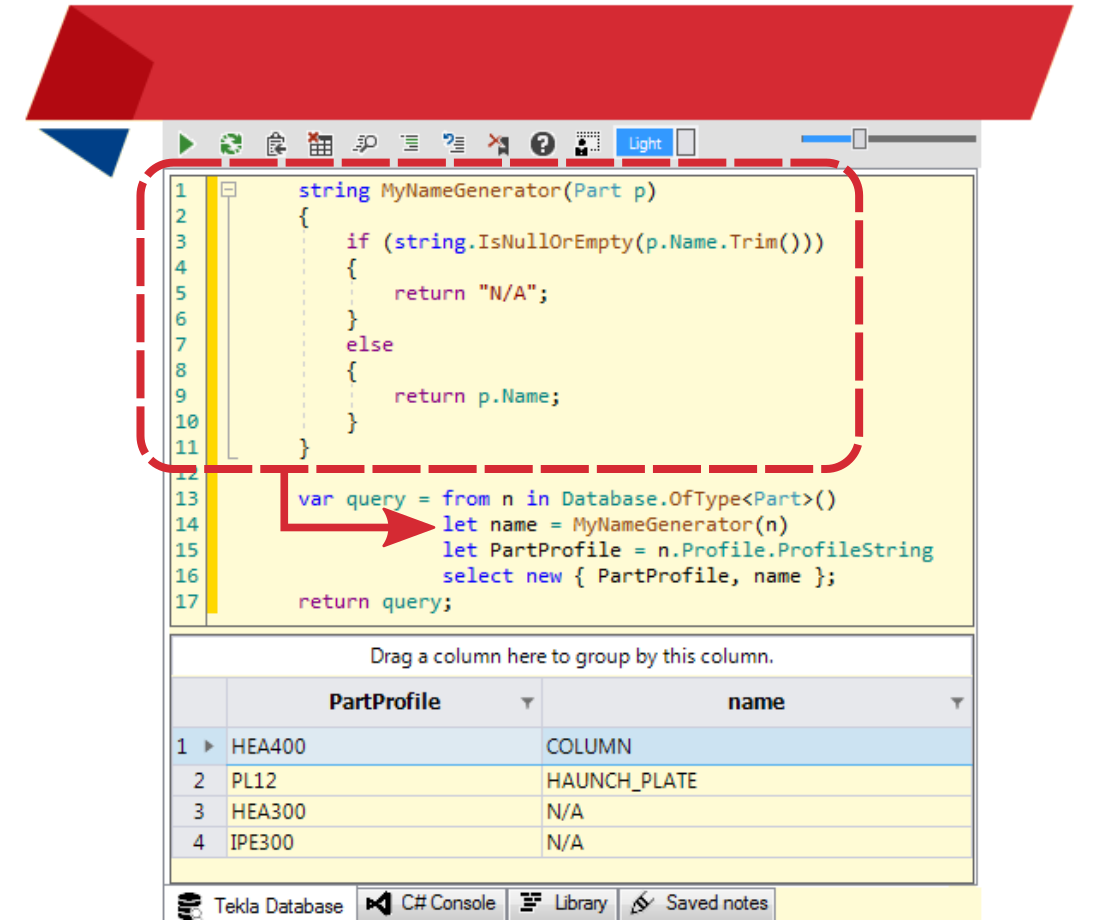 Light
1 string MyNameGenerator(Part p)
2 {
3 if (string.IsNullOrEmpty(p.Name.Trim()))
4 {
5 return "N/A";
6 }
7 else
8 {
9 return p.Name;
10 }
11 }
12
13 var query = from n in Database.OfType<Part>()
14 let name = MyNameGenerator(n)
15 let PartProfile = n.Profile.ProfileString
16 select new { PartProfile, name };
17 return query;
Drag a column here to group by this column.
PartProfile name
1 HEA400 COLUMN
2 PL12 HAUNCH_PLATE
3 HEA300 N/A
4 IPE300 N/A
Tekla Database C# Console Library Saved notes